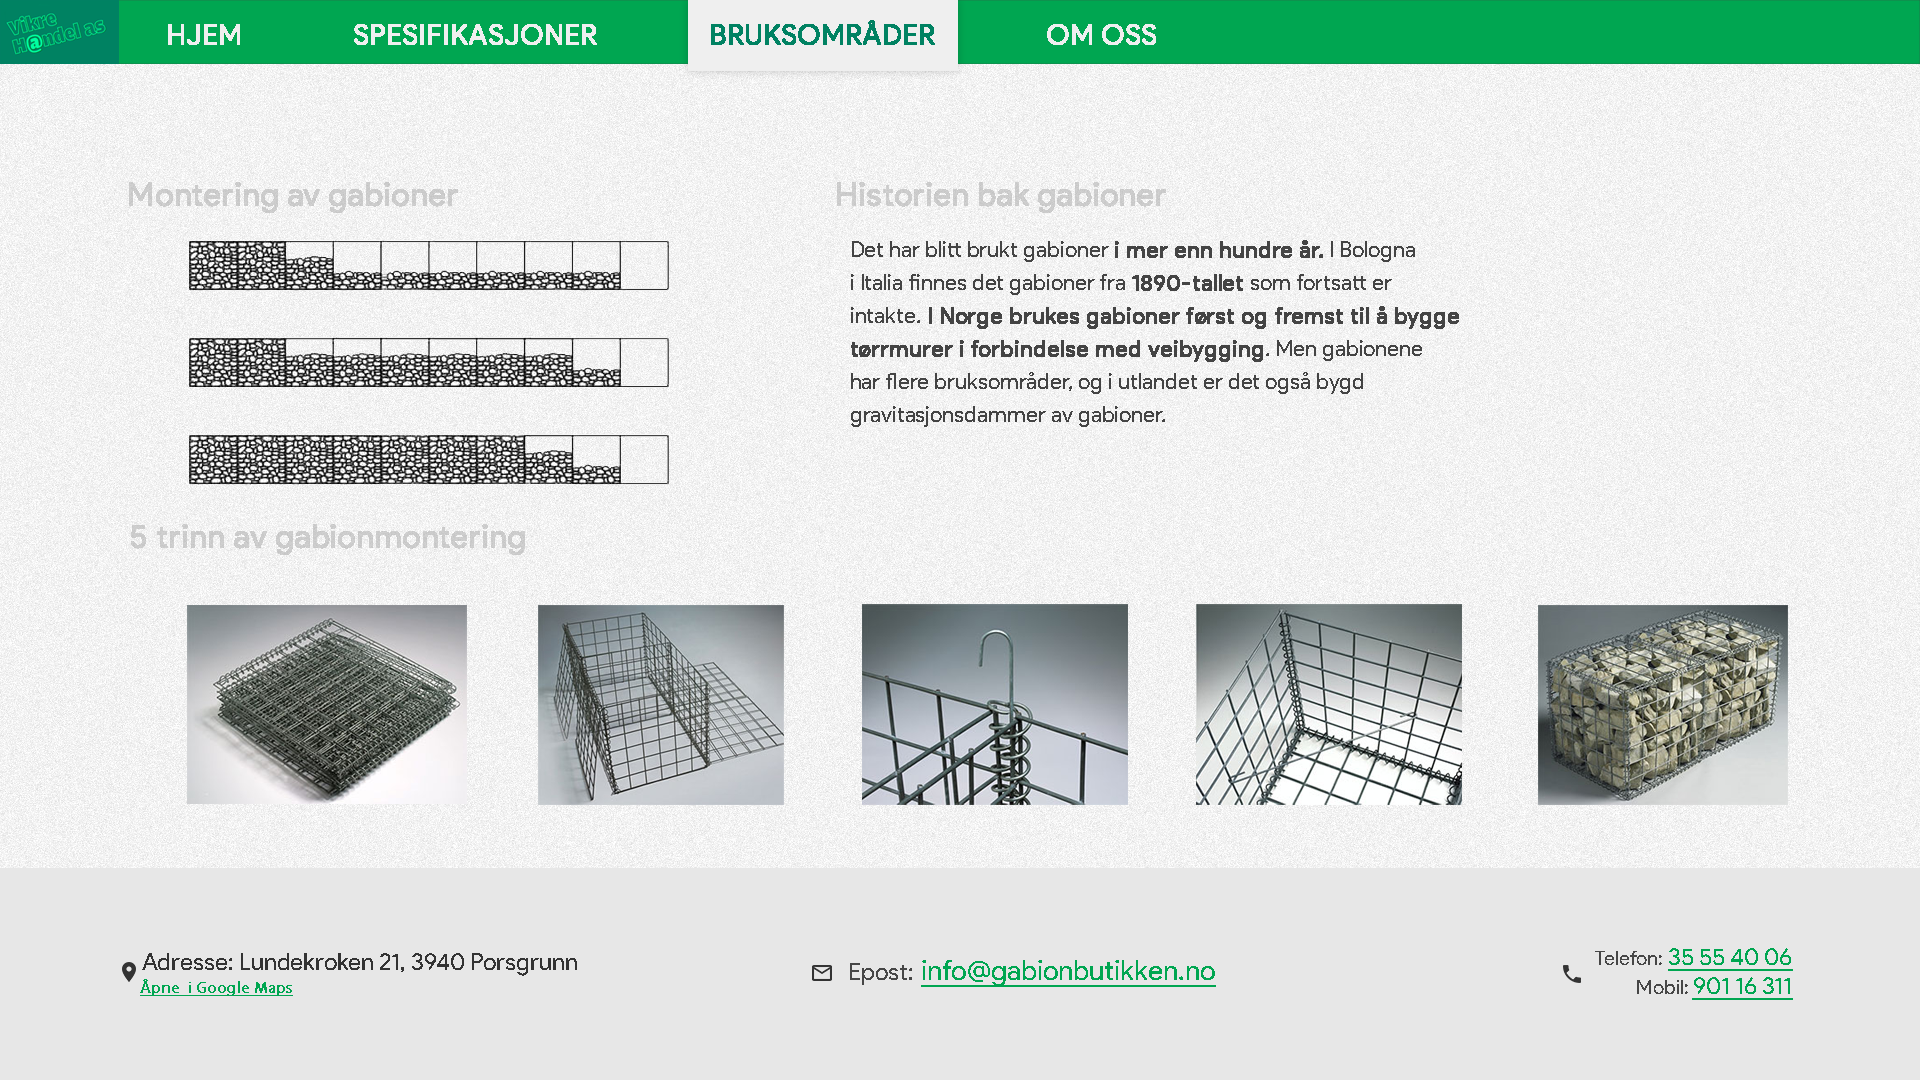 Vikre
H@ndel as
HJEM
SPESIFIKASJONER
BRUKSOMRÅDER
OM OSS
Montering av gabioner
Historien bak gabioner
Det har blitt brukt gabioner i mer enn hundre år. I Bologna
i Italia finnes det gabioner fra 1890-tallet som fortsatt er
intakte. I Norge brukes gabioner først og fremst til å bygge
tørrmurer i forbindelse med veibygging. Men gabionene
har flere bruksområder, og i utlandet er det også bygd
gravitasjonsdammer av gabioner.
5 trinn av gabionmontering
Adresse: Lundekroken 21, 3940 Porsgrunn
Åpne i Google Maps
Epost: info@gabionbutikken.no
Telefon: 35 55 40 06
Mobil: 901 16 311